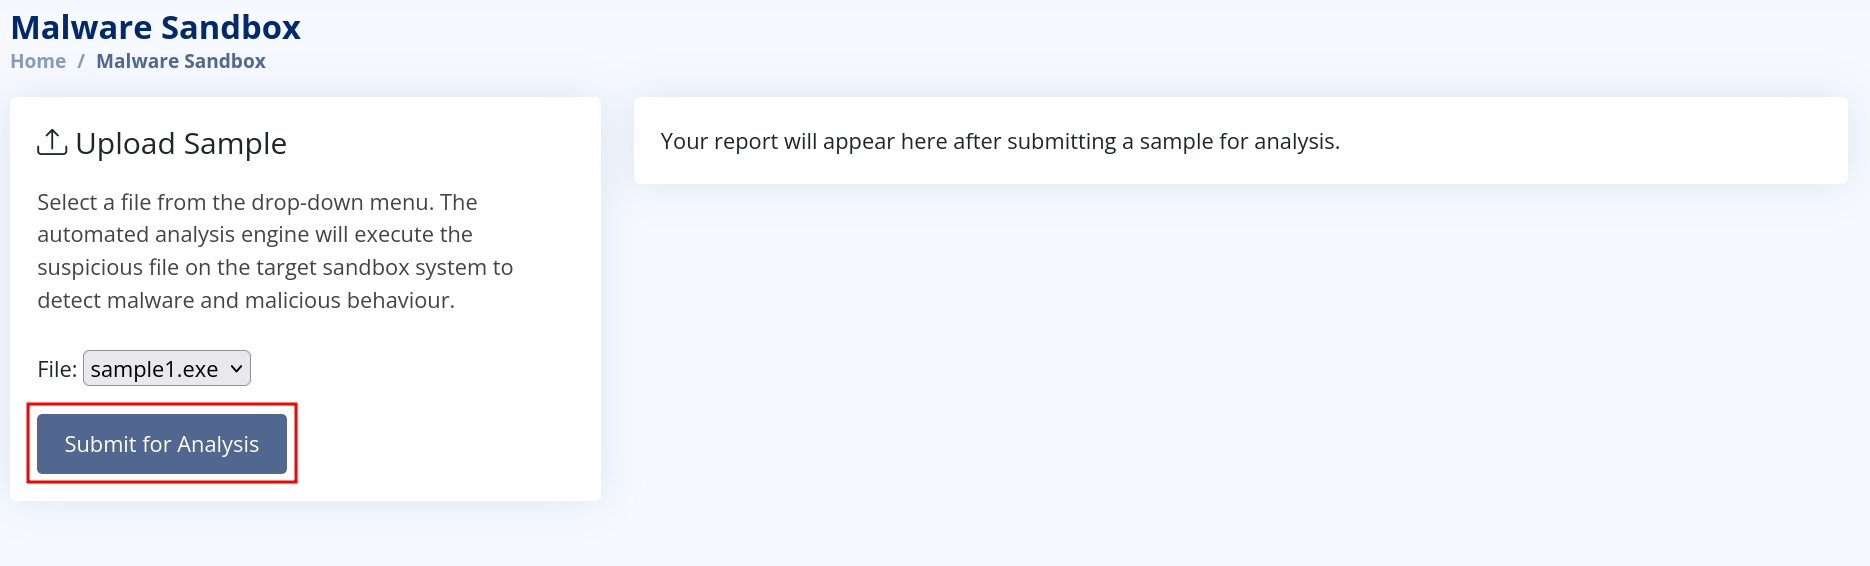 Malware Sandbox
Home / Malware Sandbox
Upload Sample
Select a file from the drop-down menu. The
automated analysis engine will execute the
suspicious file on the target sandbox system to
detect malware and malicious behaviour.
File: sample1.exe
Submit for Analysis
Your report will appear here after submitting a sample for analysis.